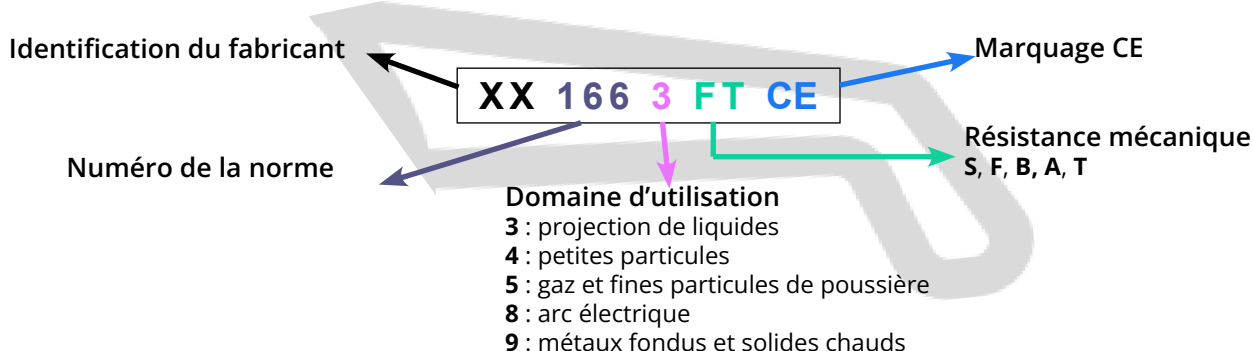 Identification du fabricant
Marquage CE
XX 166 3 FT CE
Numéro de la norme
Résistance mécanique
S, F, B, A, T
Domaine d’utilisation
3 : projection de liquides
4 : petites particules
5 : gaz et fines particules de poussière
8 : arc électrique
9 : métaux fondus et solides chauds